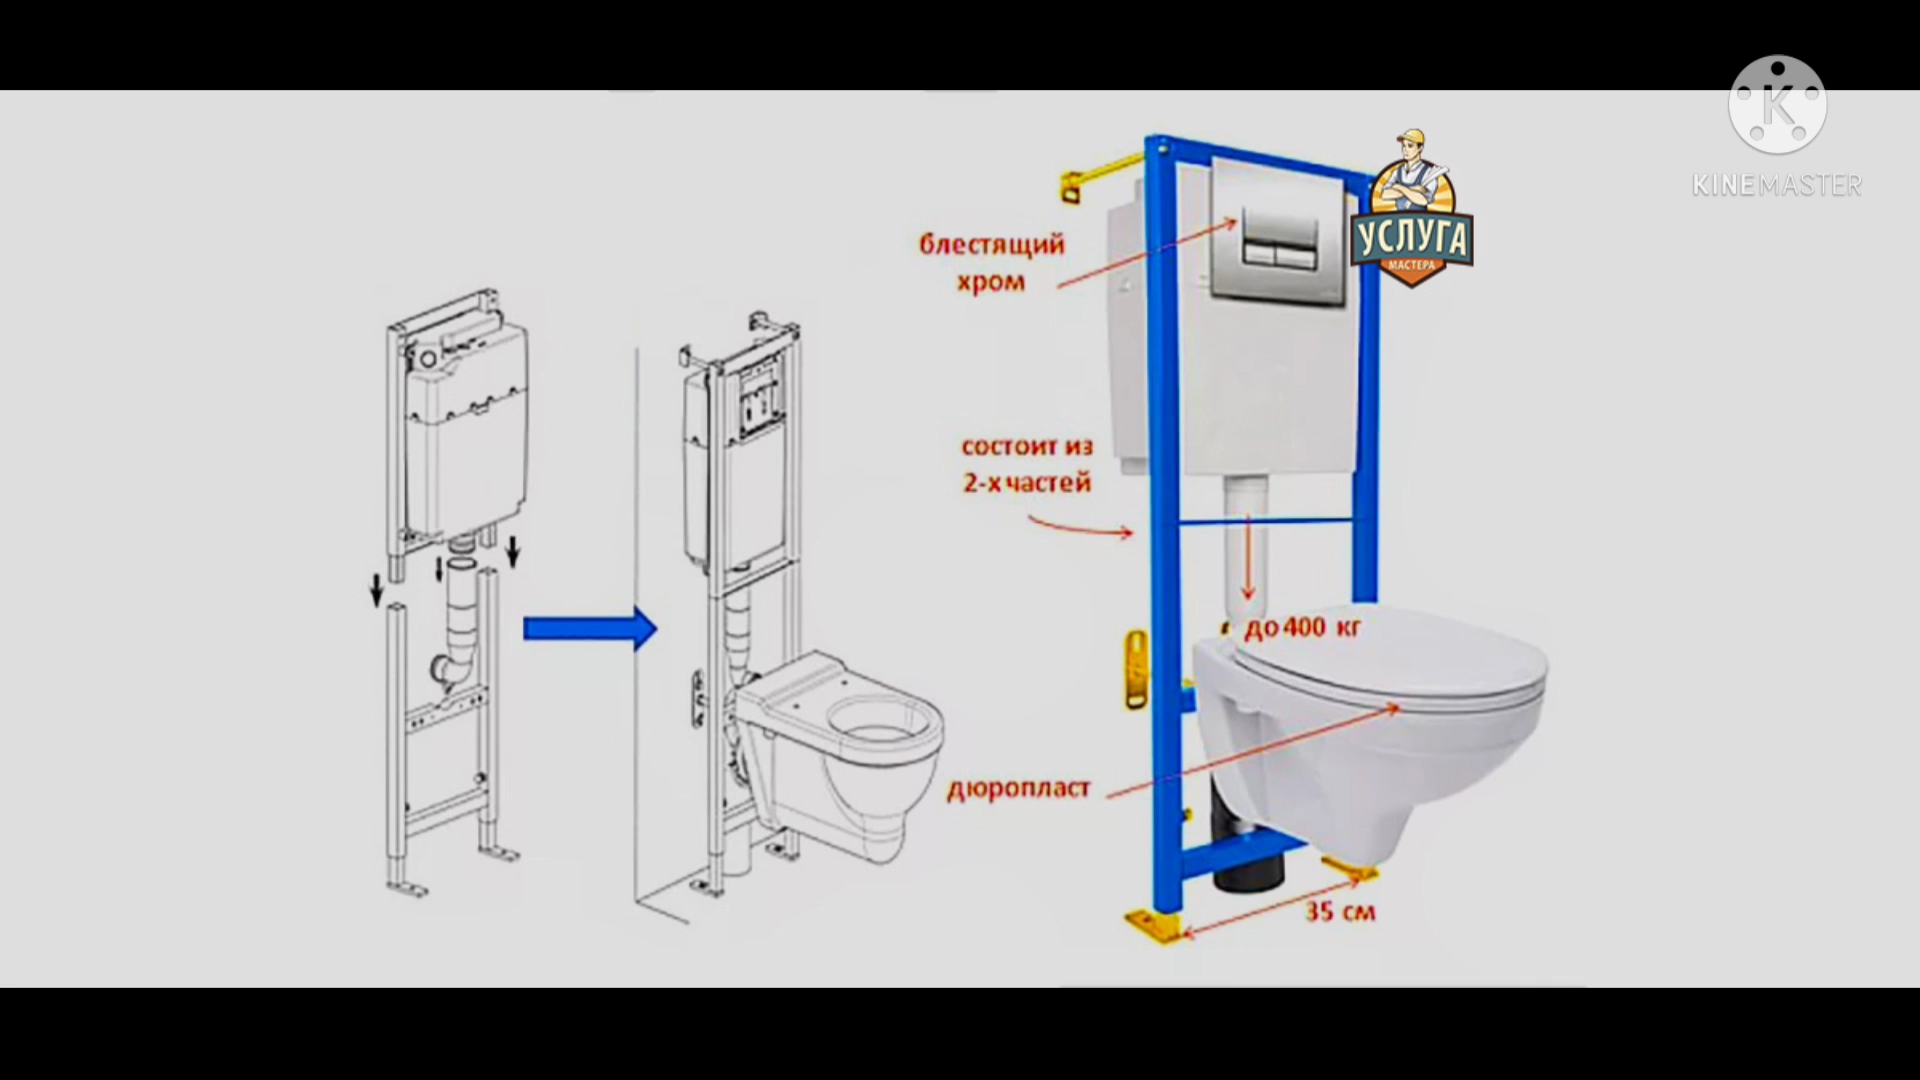 K
KINEMASTER
УСЛУГА
МАСТЕРА
блестящий
хром
состоит из
2-х частей
до 400 кг
дюропласт
35 см